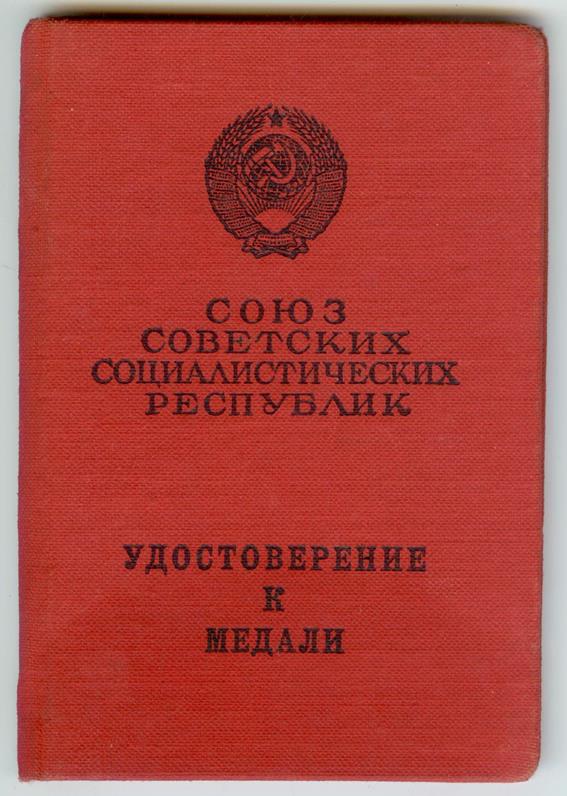 СОЮЗ
СОВЕТСКИХ
СОЦИАЛИСТИЧЕСКИХ
РЕСПУБЛИК
УДОСТОВЕРЕНИЕ
К
МЕДАЛИ